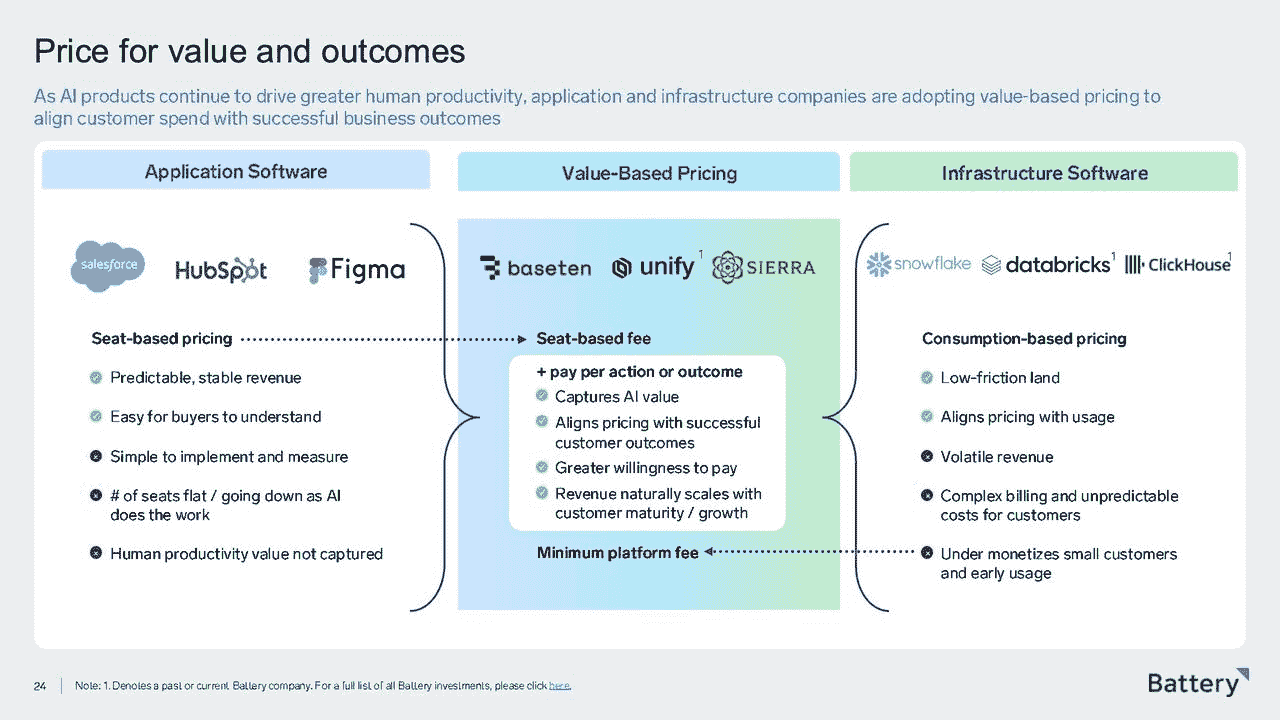 Price for value and outcomes
As AI products continue to drive greater human productivity, application and infrastructure companies are adopting value-based pricing to
align customer spend with successful business outcomes
Application Software
salesforce
HubSpot
Figma
Seat-based pricing
Predictable, stable revenue
Easy for buyers to understand
Simple to implement and measure
# of seats flat / going down as AI
does the work
Human productivity value not captured
Value-Based Pricing
baseten
unify 1
SIERRA
Seat-based fee
+ pay per action or outcome
Captures AI value
Aligns pricing with successful
customer outcomes
Greater willingness to pay
Revenue naturally scales with
customer maturity / growth
Minimum platform fee
Infrastructure Software
snowflake
databricks 1
ClickHouse 1
Consumption-based pricing
Low-friction land
Aligns pricing with usage
Volatile revenue
Complex billing and unpredictable
costs for customers
Under monetizes small customers
and early usage
24
Note: 1. Denotes a past or current Battery company. For a full list of all Battery investments, please click here.
Battery